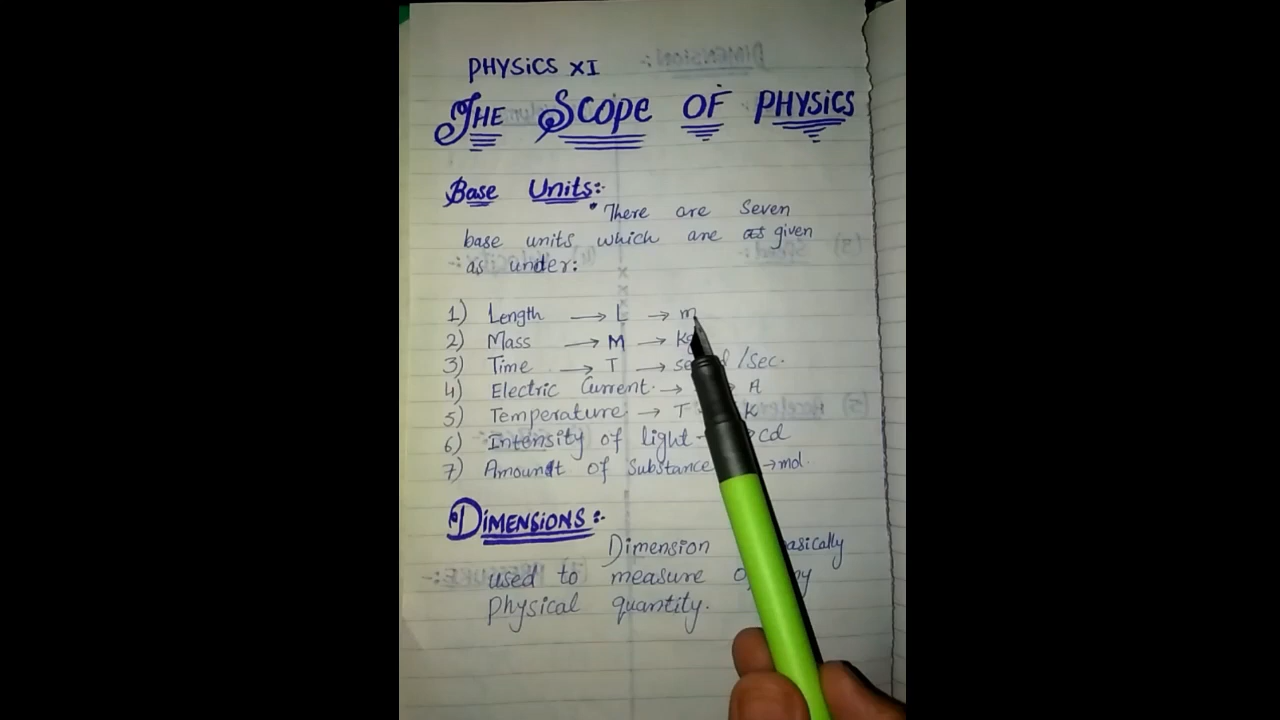 PHYSICS XI
THE SCOPE OF PHYSICS
Base Units:-
• There are Seven
base units which are as given
as under:
1) Length → L → m
2) Mass → M →
3) Time → T → /Sec.
4) Electric Current → → A
5) Temperature → T K
6) Intensity of light - → cd
7) Amount of Substance → mol.
DIMENSIONS:-
Dimension
used to measure
physical quantity.